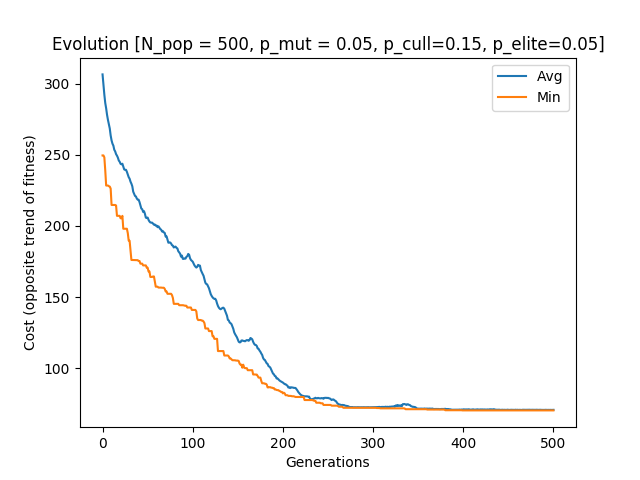 Evolution [N_pop = 500, p_mut = 0.05, p_cull=0.15, p_elite=0.05]
Avg
Min
Cost (opposite trend of fitness)
300
250
200
150
100
0 100 200 300 400 500
Generations